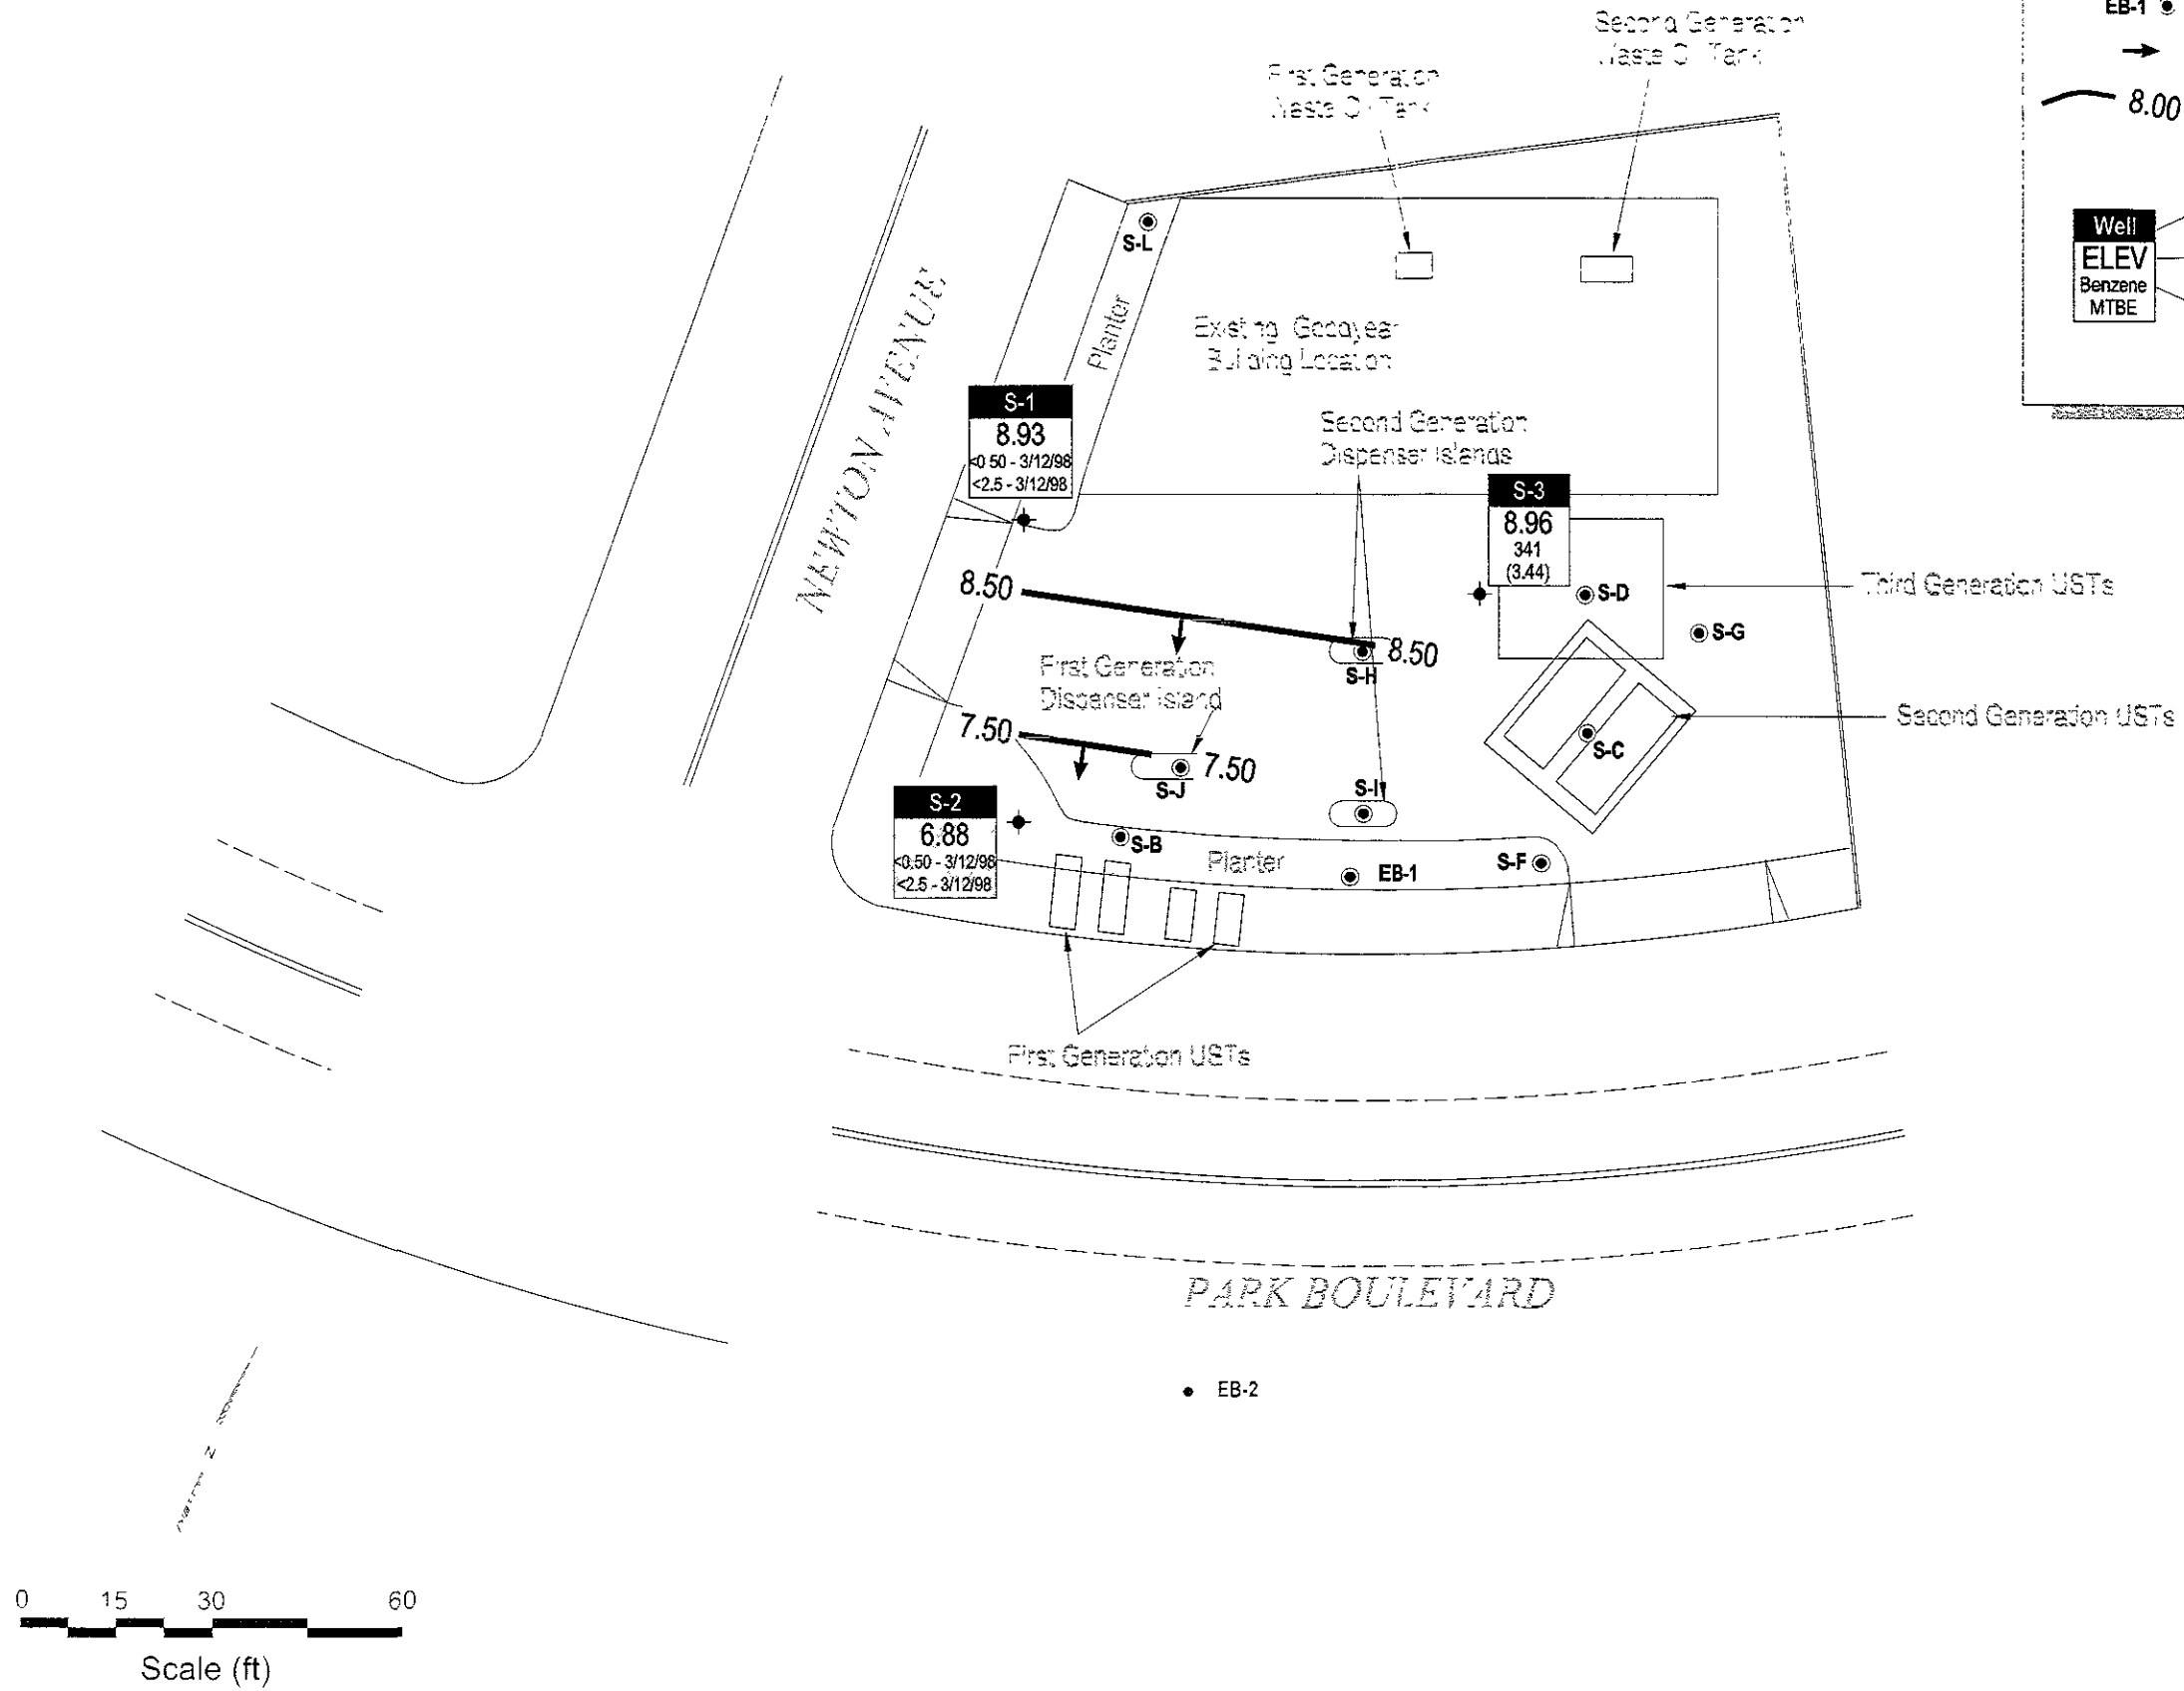 EB-1
8.00
Second Generation
Waste Oil Tank
First Generation
Waste Oil Tank
Well
ELEV
Benzene
MTBE
S-L
NEWTON AVENUE
Planter
Existing Goodyear
Building Location
S-1
8.93
<0.50 - 3/12/98
<2.5 - 3/12/98
Second Generation
Dispenser Islands
S-3
8.96
341
(3.44)
8.50
S-D
Third Generation USTs
S-G
8.50
S-H
First Generation
Dispenser Island
7.50
Second Generation USTs
S-C
7.50
S-J
S-I
S-2
6.88
<0.50 - 3/12/98
<2.5 - 3/12/98
S-B
Planter
EB-1
S-F
First Generation USTs
PARK BOULEVARD
EB-2
N
0 15 30 60
Scale (ft)